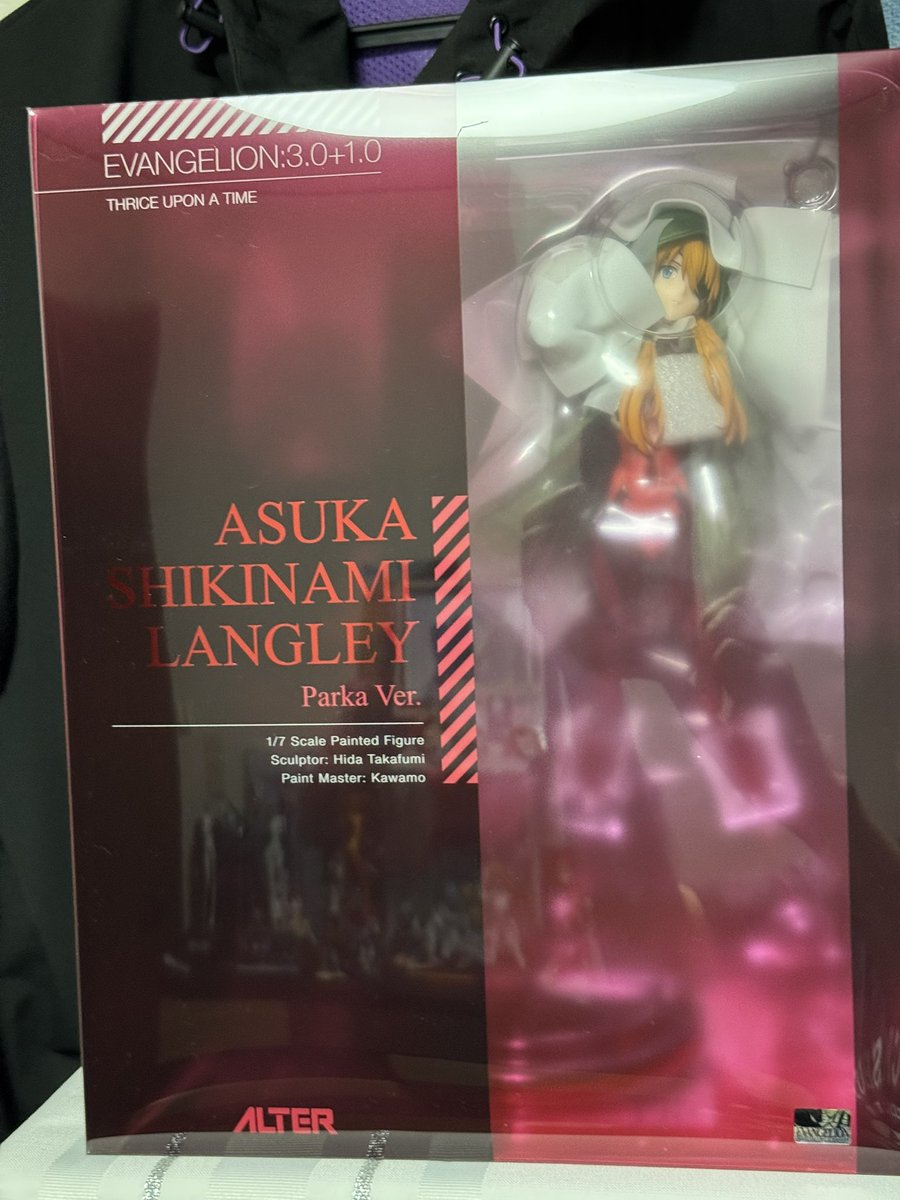 EVANGELION:3.0+1.0
THRICE UPON A TIME
ASUKA
SHIKINAMI
LANGLEY
Parka Ver.
1/7 Scale Painted Figure
Sculptor: Hida Takafumi
Paint Master: Kawamo
ALTER
EVANGELION